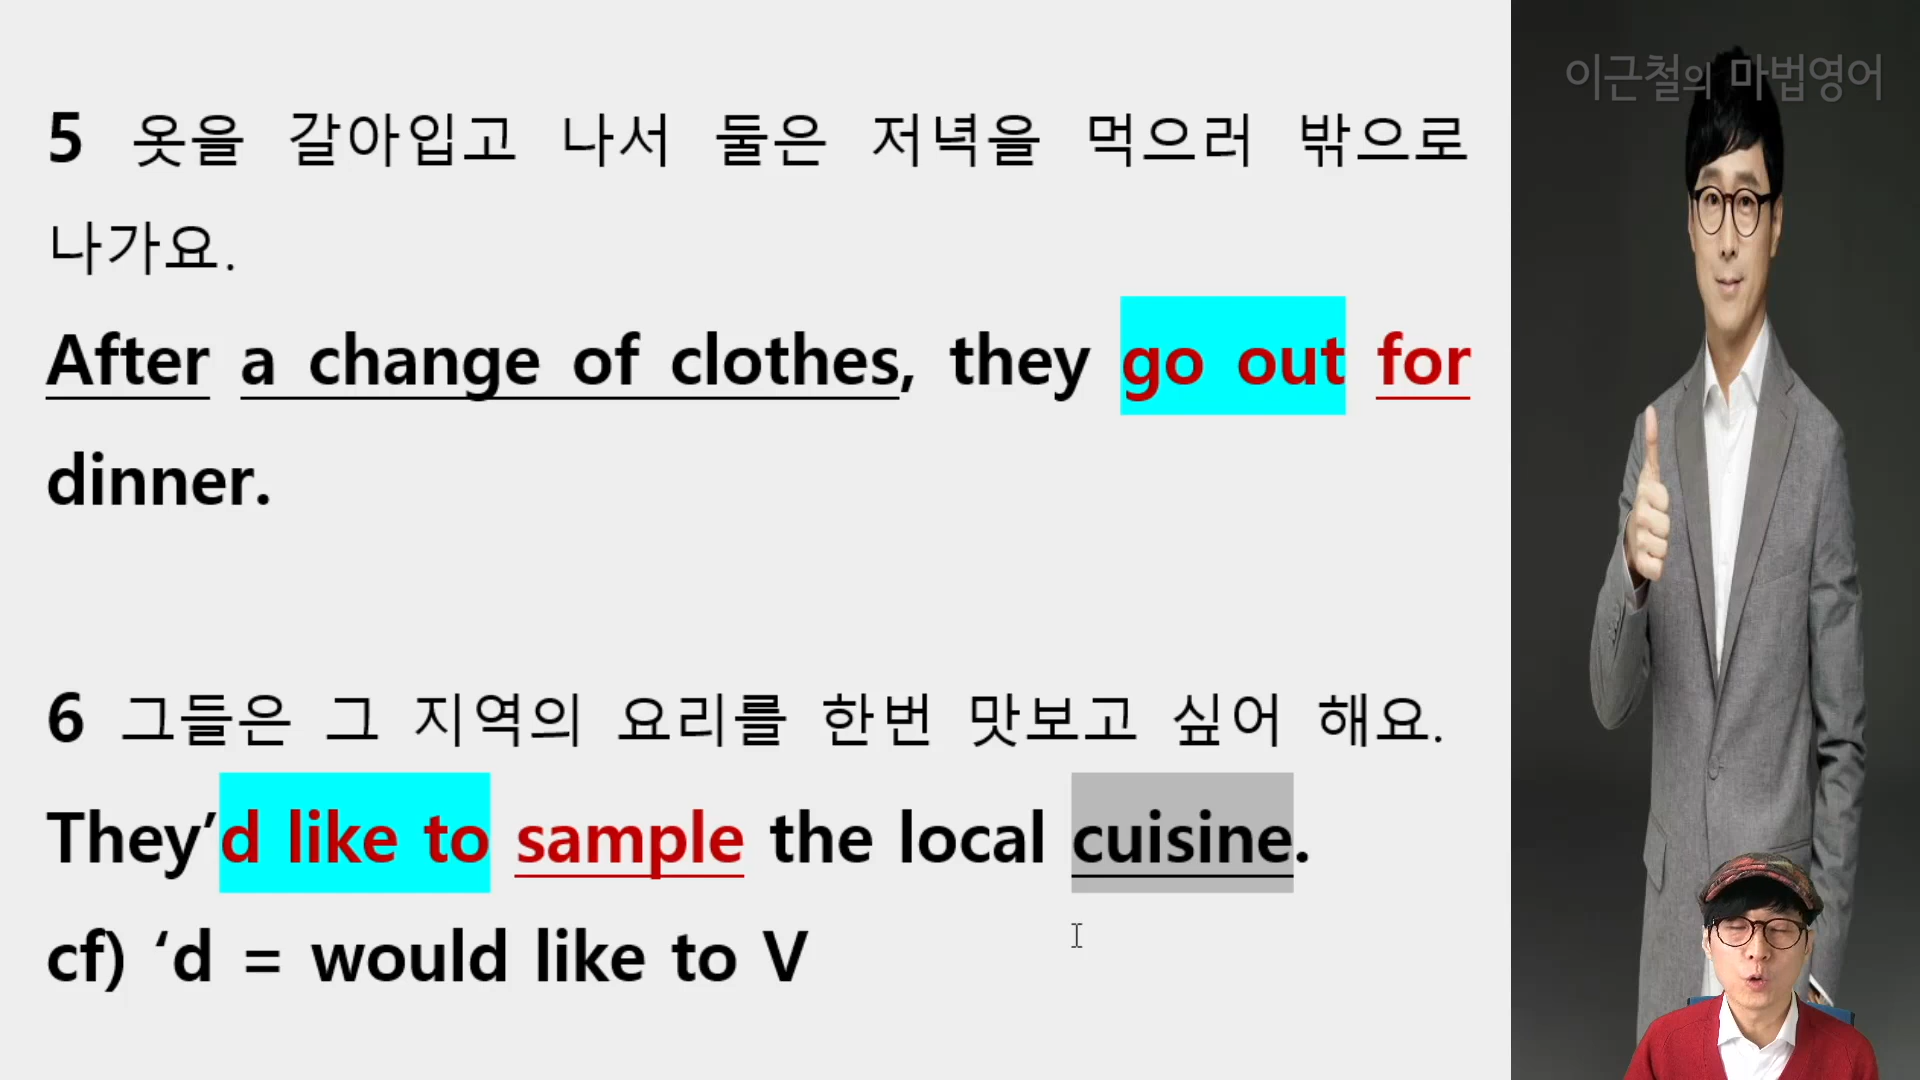 이근철의 마법영어
5 옷을 갈아입고 나서 둘은 저녁을 먹으러 밖으로
나가요.
After a change of clothes, they go out for
dinner.
6 그들은 그 지역의 요리를 한번 맛보고 싶어 해요.
They’d like to sample the local cuisine.
cf) ‘d = would like to V